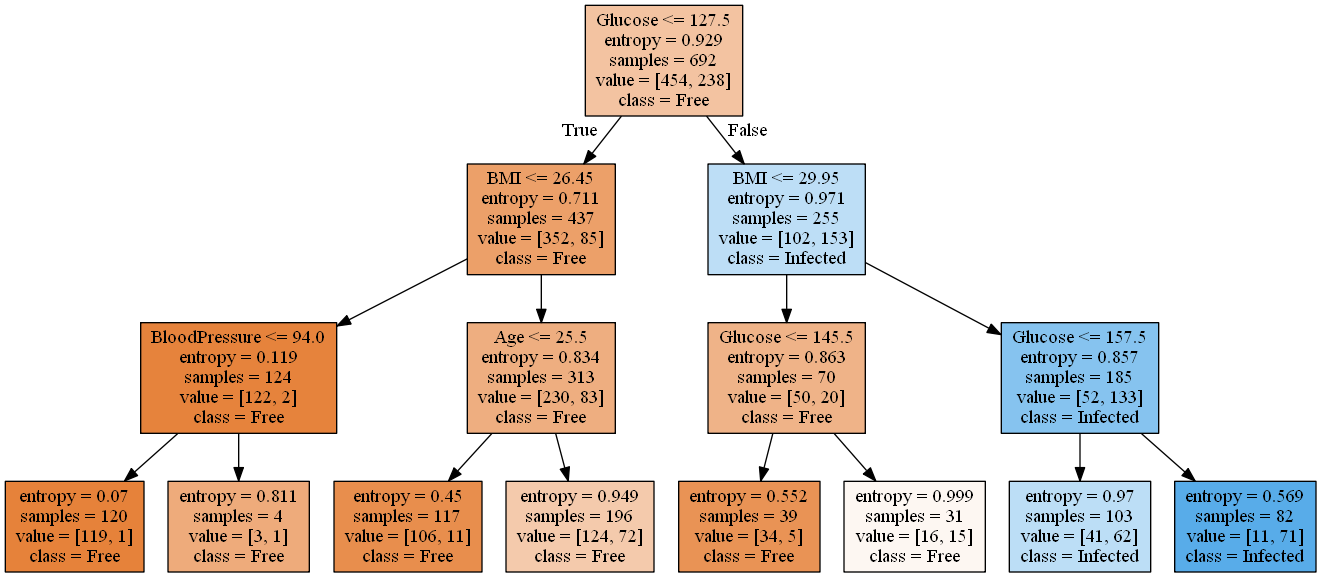 Glucose <= 127.5
entropy = 0.929
samples = 692
value = [454, 238]
class = Free
True
False
BMI <= 26.45
entropy = 0.711
samples = 437
value = [352, 85]
class = Free
BMI <= 29.95
entropy = 0.971
samples = 255
value = [102, 153]
class = Infected
BloodPressure <= 94.0
entropy = 0.119
samples = 124
value = [122, 2]
class = Free
Age <= 25.5
entropy = 0.834
samples = 313
value = [230, 83]
class = Free
Glucose <= 145.5
entropy = 0.863
samples = 70
value = [50, 20]
class = Free
Glucose <= 157.5
entropy = 0.857
samples = 185
value = [52, 133]
class = Infected
entropy = 0.07
samples = 120
value = [119, 1]
class = Free
entropy = 0.811
samples = 4
value = [3, 1]
class = Free
entropy = 0.45
samples = 117
value = [106, 11]
class = Free
entropy = 0.949
samples = 196
value = [124, 72]
class = Free
entropy = 0.552
samples = 39
value = [34, 5]
class = Free
entropy = 0.999
samples = 31
value = [16, 15]
class = Free
entropy = 0.97
samples = 103
value = [41, 62]
class = Infected
entropy = 0.569
samples = 82
value = [11, 71]
class = Infected